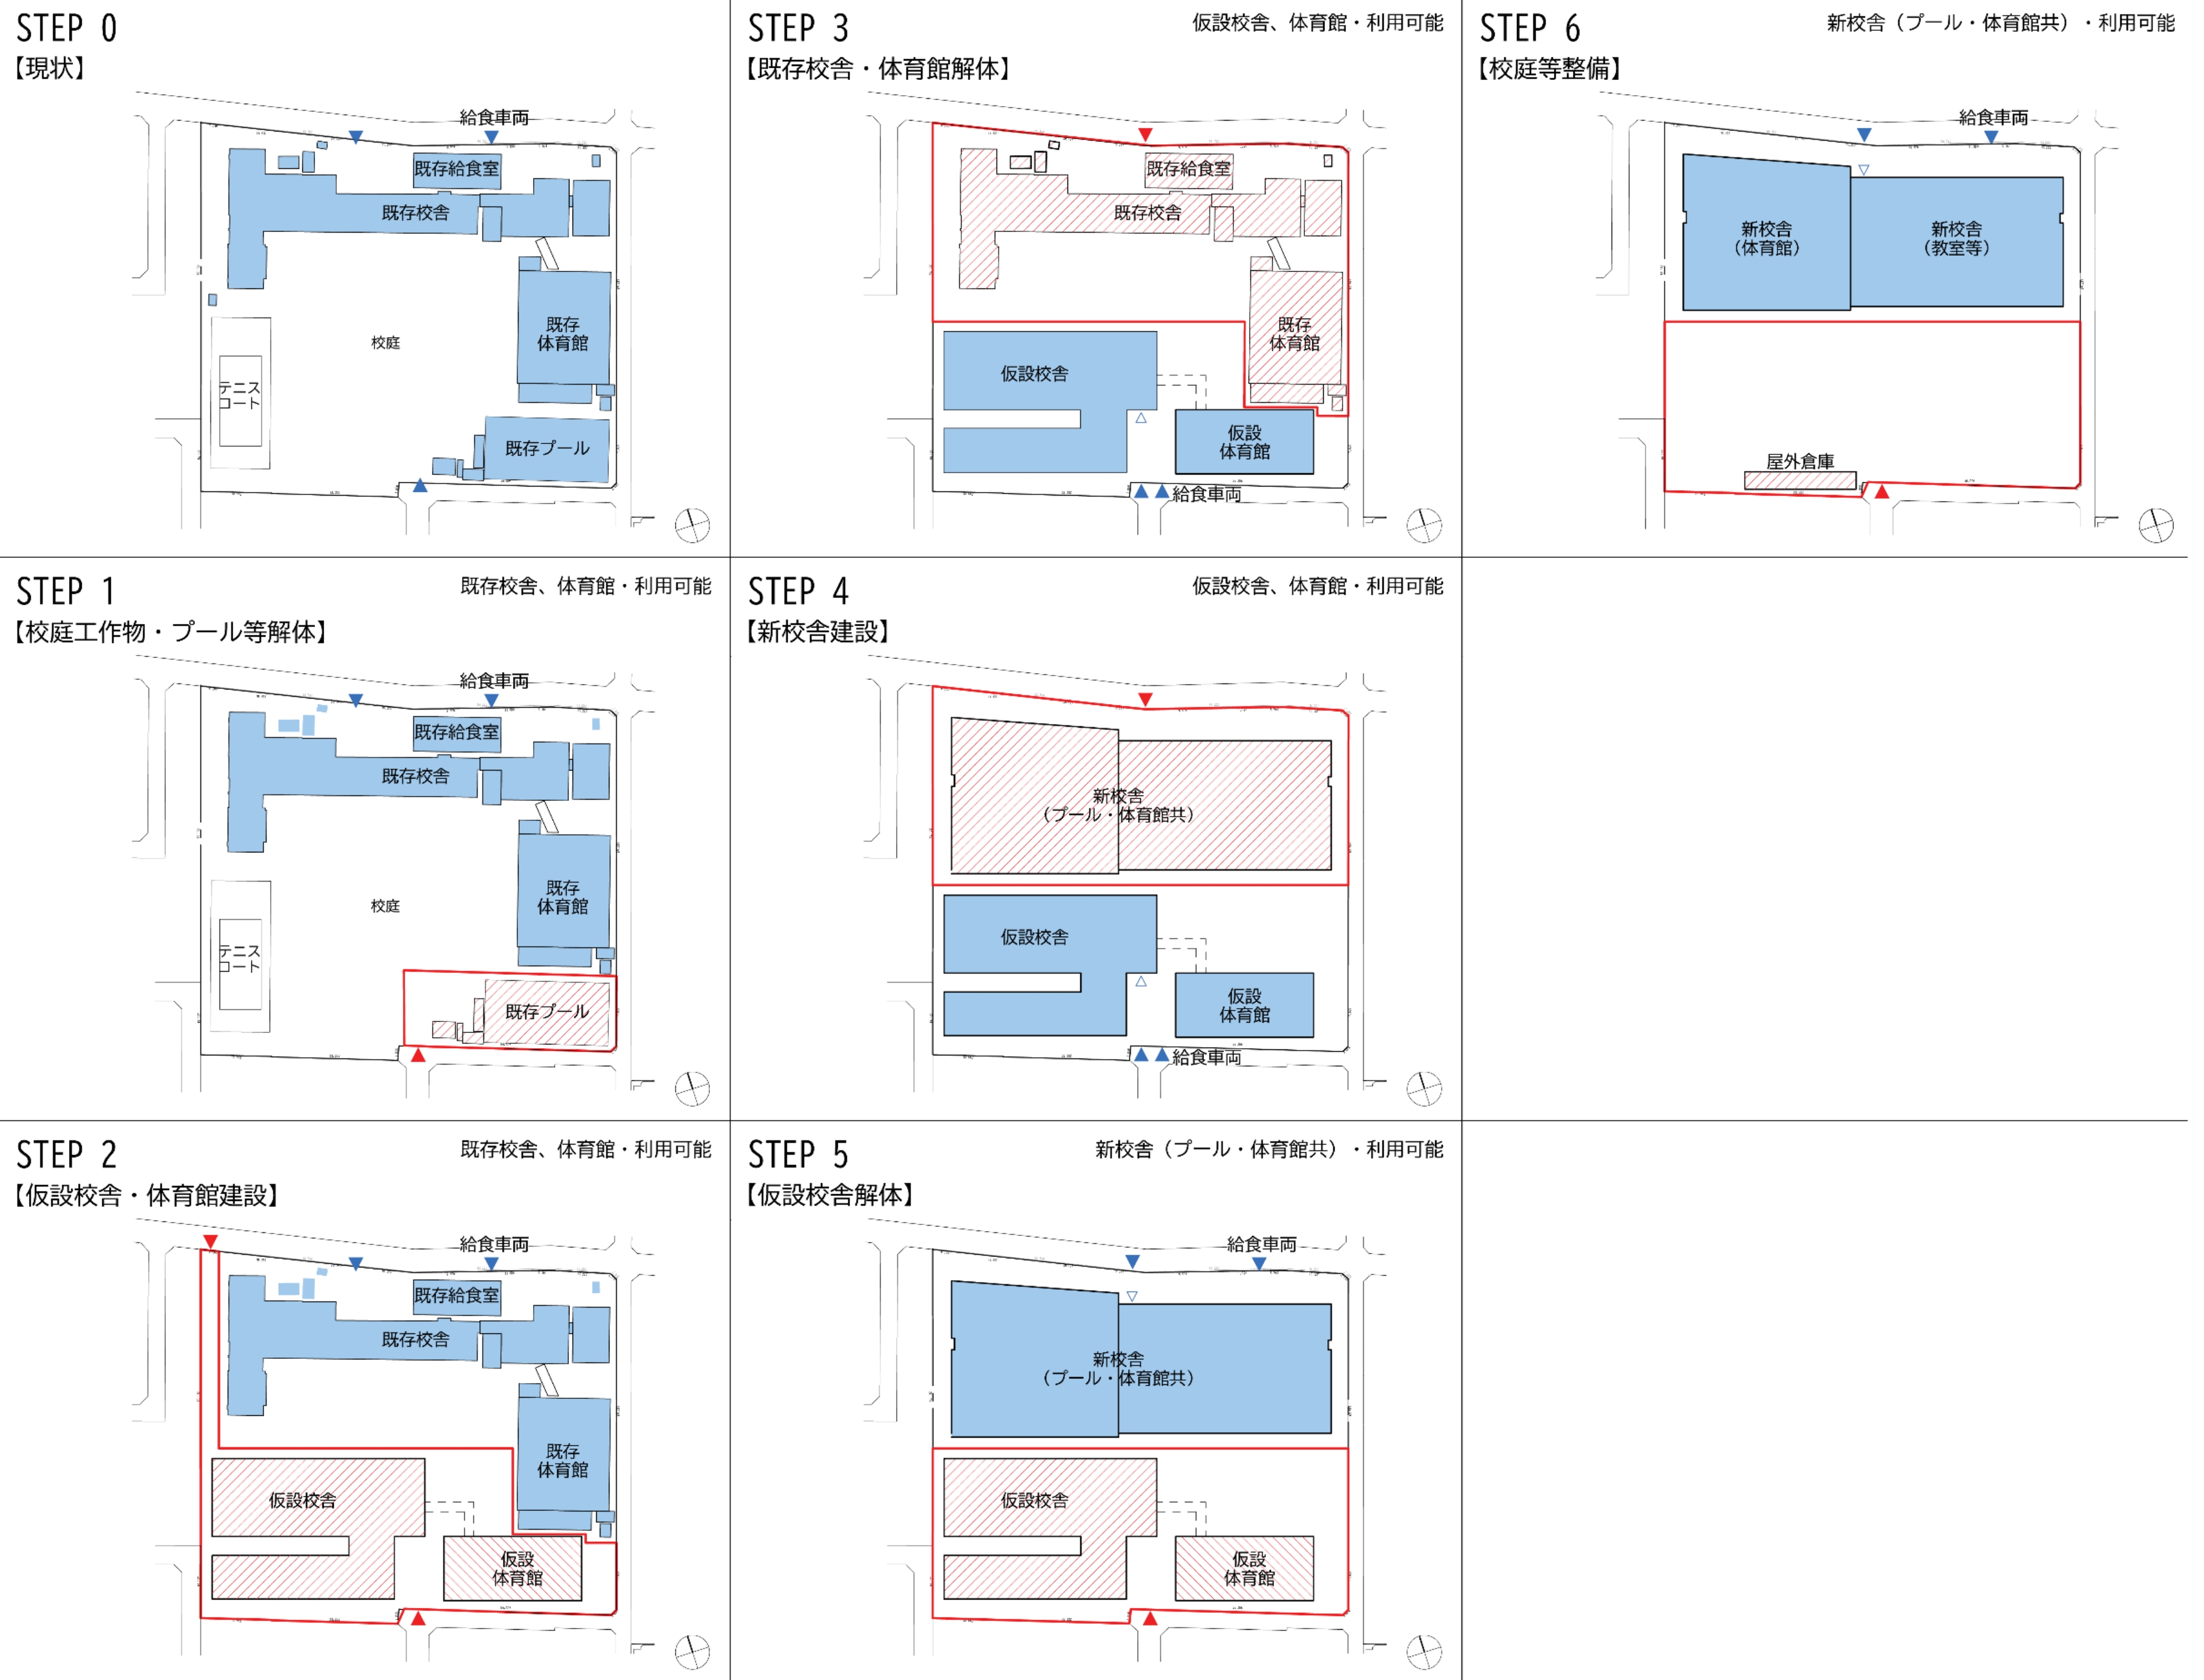 STEP 0
【現状】
給食車両
既存給食室
既存校舎
既存
体育館
校庭
テニス
コート
既存プール
STEP 1
既存校舎、体育館・利用可能
【校庭工作物・プール等解体】
給食車両
既存給食室
既存校舎
既存
体育館
校庭
テニス
コート
既存プール
STEP 2
既存校舎、体育館・利用可能
【仮設校舎・体育館建設】
給食車両
既存給食室
既存校舎
既存
体育館
仮設校舎
仮設
体育館
STEP 3
仮設校舎、体育館・利用可能
【既存校舎・体育館解体】
既存給食室
既存校舎
既存
体育館
仮設校舎
仮設
体育館
給食車両
STEP 4
仮設校舎、体育館・利用可能
【新校舎建設】
新校舎
（プール・体育館共）
仮設校舎
仮設
体育館
給食車両
STEP 5
新校舎（プール・体育館共）・利用可能
【仮設校舎解体】
給食車両
新校舎
（プール・体育館共）
仮設校舎
仮設
体育館
STEP 6
新校舎（プール・体育館共）・利用可能
【校庭等整備】
給食車両
新校舎
（体育館）
新校舎
（教室等）
屋外倉庫